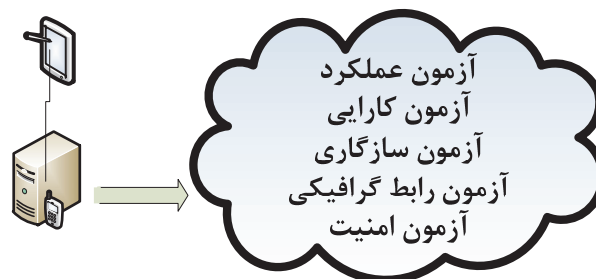 آزمون عملکرد
آزمون کارایی
آزمون سازگاری
آزمون رابط گرافیکی
آزمون امنیت